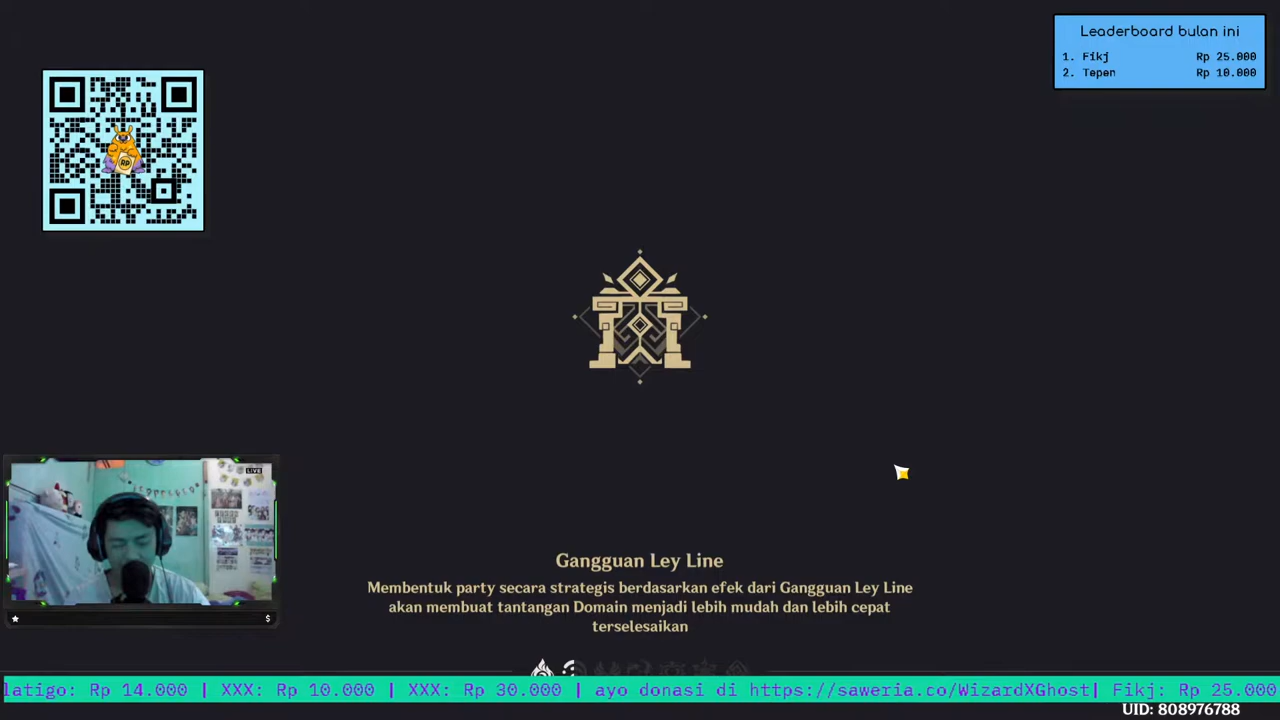 Leaderboard bulan ini
1. Fikj Rp 25.000
2. Tepen Rp 10.000
RP
LIVE
Gangguan Ley Line
Membentuk party secara strategis berdasarkan efek dari Gangguan Ley Line
akan membuat tantangan Domain menjadi lebih mudah dan lebih cepat
terselesaikan
latigo: Rp 14.000 | XXX: Rp 10.000 | XXX: Rp 30.000 | ayo donasi di https://saweria.co/WizardXGhost| Fikj: Rp 25.000
UID: 808976788